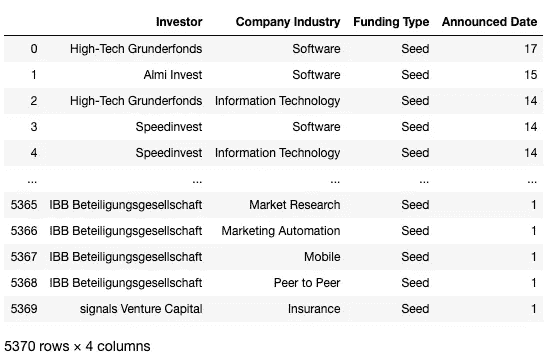 Investor Company Industry Funding Type Announced Date
0 High-Tech Grunderfonds Software Seed 17
1 Almi Invest Software Seed 15
2 High-Tech Grunderfonds Information Technology Seed 14
3 Speedinvest Software Seed 14
4 Speedinvest Information Technology Seed 14
... ... ... ... ...
5365 IBB Beteiligungsgesellschaft Market Research Seed 1
5366 IBB Beteiligungsgesellschaft Marketing Automation Seed 1
5367 IBB Beteiligungsgesellschaft Mobile Seed 1
5368 IBB Beteiligungsgesellschaft Peer to Peer Seed 1
5369 signals Venture Capital Insurance Seed 1
5370 rows × 4 columns